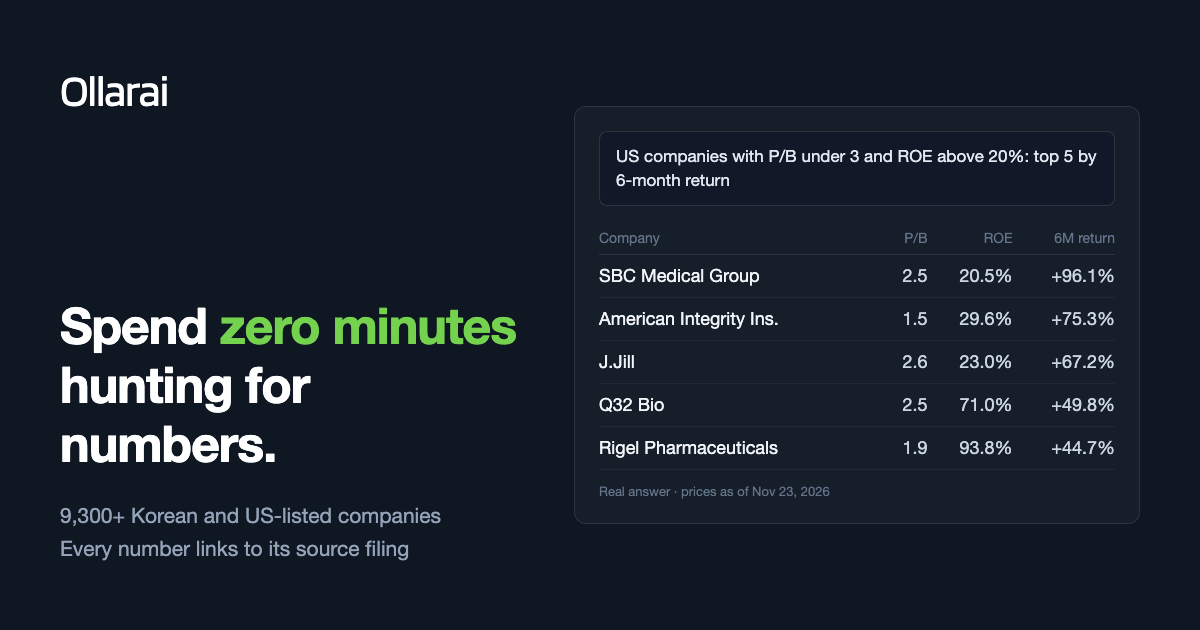 Ollarai
Spend zero minutes
hunting for
numbers.
9,300+ Korean and US-listed companies
Every number links to its source filing
US companies with P/B under 3 and ROE above 20%: top 5 by
6-month return
Company P/B ROE 6M return
SBC Medical Group 2.5 20.5% +96.1%
American Integrity Ins. 1.5 29.6% +75.3%
J.Jill 2.6 23.0% +67.2%
Q32 Bio 2.5 71.0% +49.8%
Rigel Pharmaceuticals 1.9 93.8% +44.7%
Real answer · prices as of Nov 23, 2026